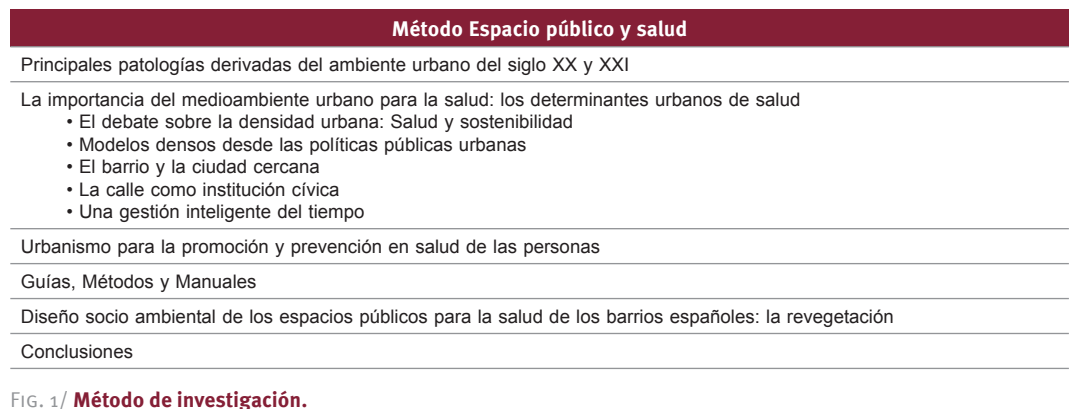 Método Espacio público y salud
Principales patologías derivadas del ambiente urbano del siglo XX y XXI
La importancia del medioambiente urbano para la salud: los determinantes urbanos de salud
• El debate sobre la densidad urbana: Salud y sostenibilidad
• Modelos densos desde las políticas públicas urbanas
• El barrio y la ciudad cercana
• La calle como institución cívica
• Una gestión inteligente del tiempo
Urbanismo para la promoción y prevención en salud de las personas
Guías, Métodos y Manuales
Diseño socio ambiental de los espacios públicos para la salud de los barrios españoles: la revegetación
Conclusiones
FIG. 1/ Método de investigación.